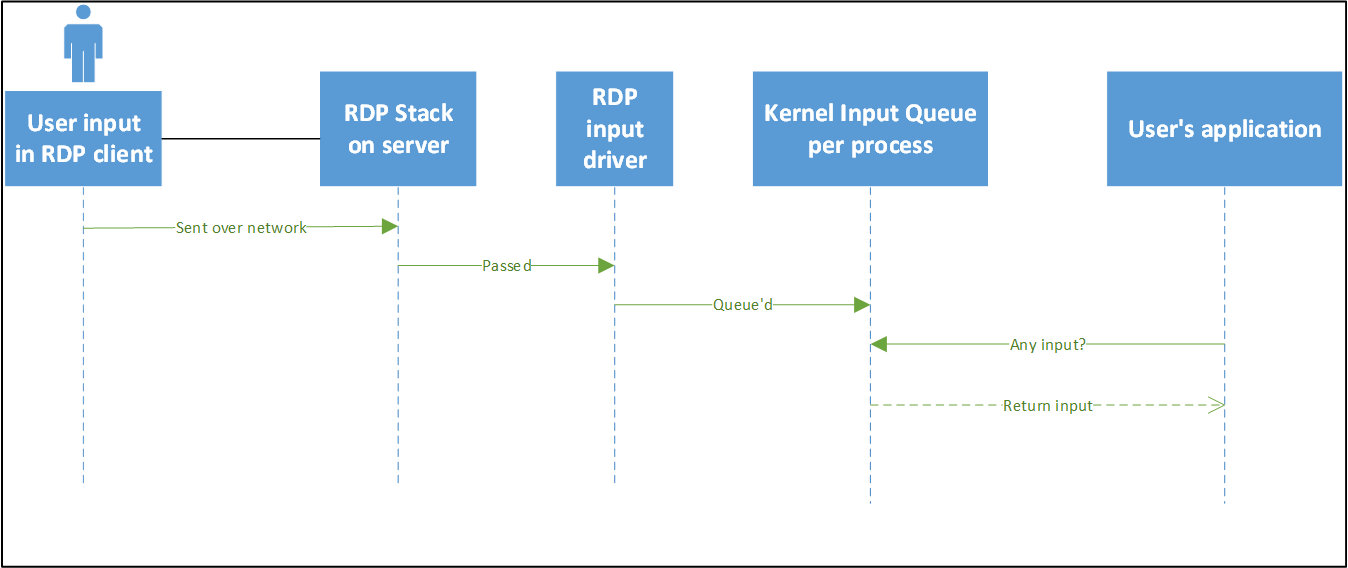 User input
in RDP client
RDP Stack
on server
RDP
input
driver
Kernel Input Queue
per process
User's application
Sent over network
Passed
Queue'd
Any input?
Return input